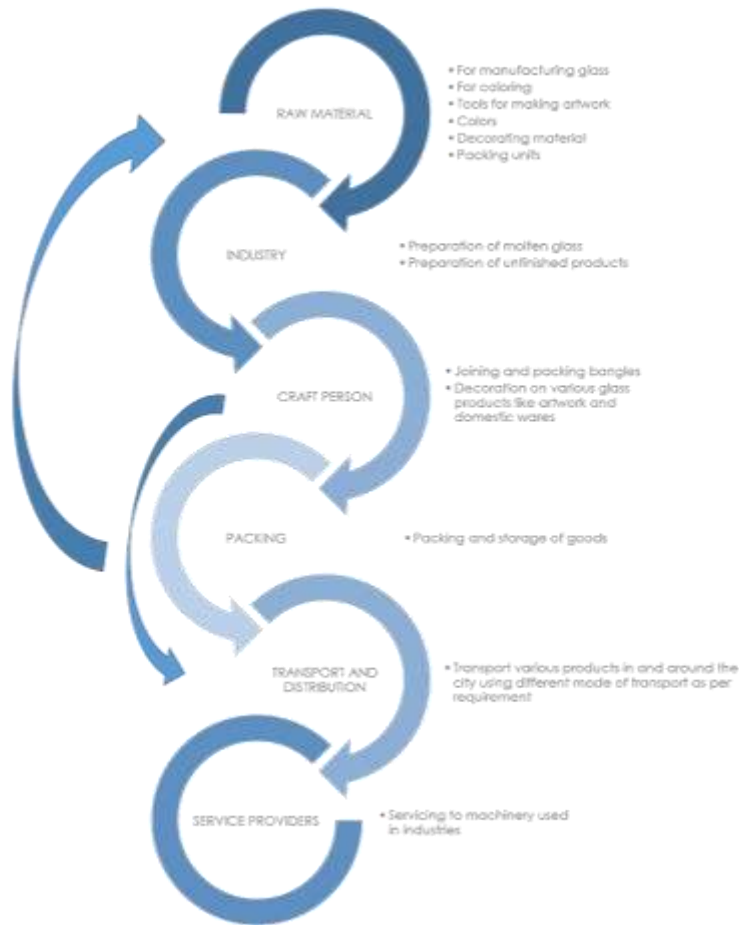 RAW MATERIAL
• For manufacturing glass
• For coloring
• Tools for making artwork
• Colors
• Decorating material
• Packing units
INDUSTRY
• Preparation of molten glass
• Preparation of unfinished products
CRAFT PERSON
• Joining and packing bangles
• Decoration on various glass
products like artwork and
domestic wares
PACKING
• Packing and storage of goods
TRANSPORT AND
DISTRIBUTION
• Transport various products in and around the
city using different mode of transport as per
requirement
SERVICE PROVIDERS
• Servicing to machinery used
in industries